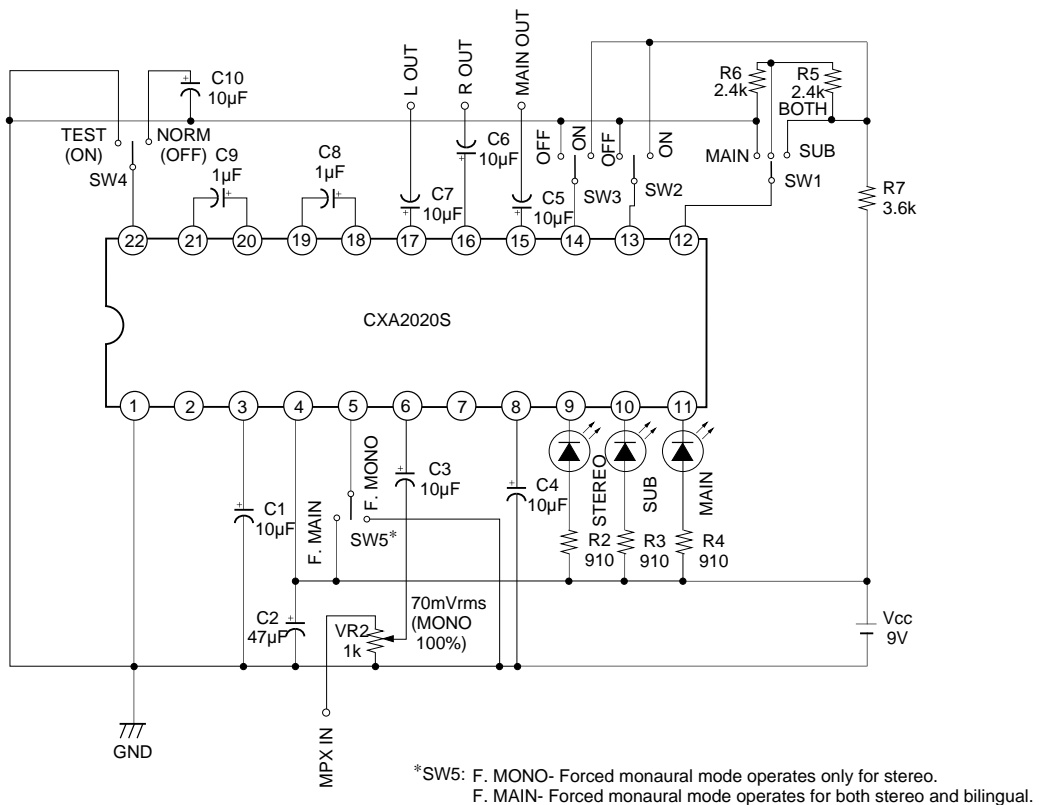 L OUT
R OUT
MAIN OUT
C10
10µF
R6
2.4k
R5
2.4k
BOTH
TEST
(ON)
NORM
(OFF)
SW4
C9
1µF
C8
1µF
C7
10µF
C6
10µF
C5
10µF
OFF
ON
SW3
OFF
ON
SW2
MAIN
SUB
SW1
R7
3.6k
22
21
20
19
18
17
16
15
14
13
12
CXA2020S
1
2
3
4
5
6
7
8
9
10
11
C1
10µF
F. MAIN
F. MONO
SW5*
C3
10µF
C4
10µF
STEREO
SUB
MAIN
R2
910
R3
910
R4
910
C2
47µF
VR2
1k
70mVrms
(MONO
100%)
Vcc
9V
GND
MPX IN
*SW5: F. MONO- Forced monaural mode operates only for stereo.
F. MAIN- Forced monaural mode operates for both stereo and bilingual.